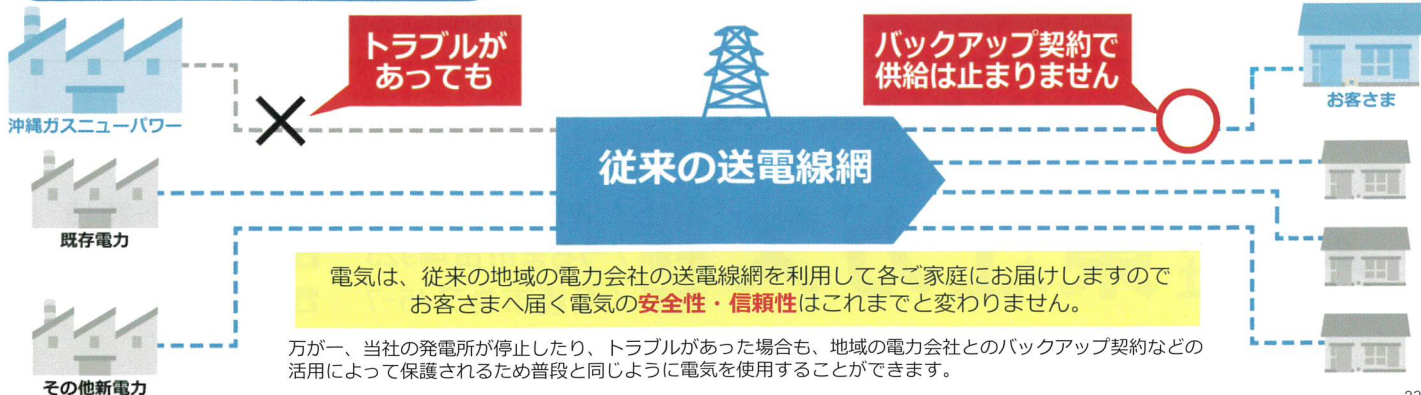 トラブルが
あっても
バックアップ契約で
供給は止まりません
沖縄ガスニューパワー
お客さま
従来の送電線網
既存電力
電気は、従来の地域の電力会社の送電線網を利用して各ご家庭にお届けしますので
お客さまへ届く電気の安全性・信頼性はこれまでと変わりません。
万が一、当社の発電所が停止したり、トラブルがあった場合も、地域の電力会社とのバックアップ契約などの
活用によって保護されるため普段と同じように電気を使用することができます。
その他新電力